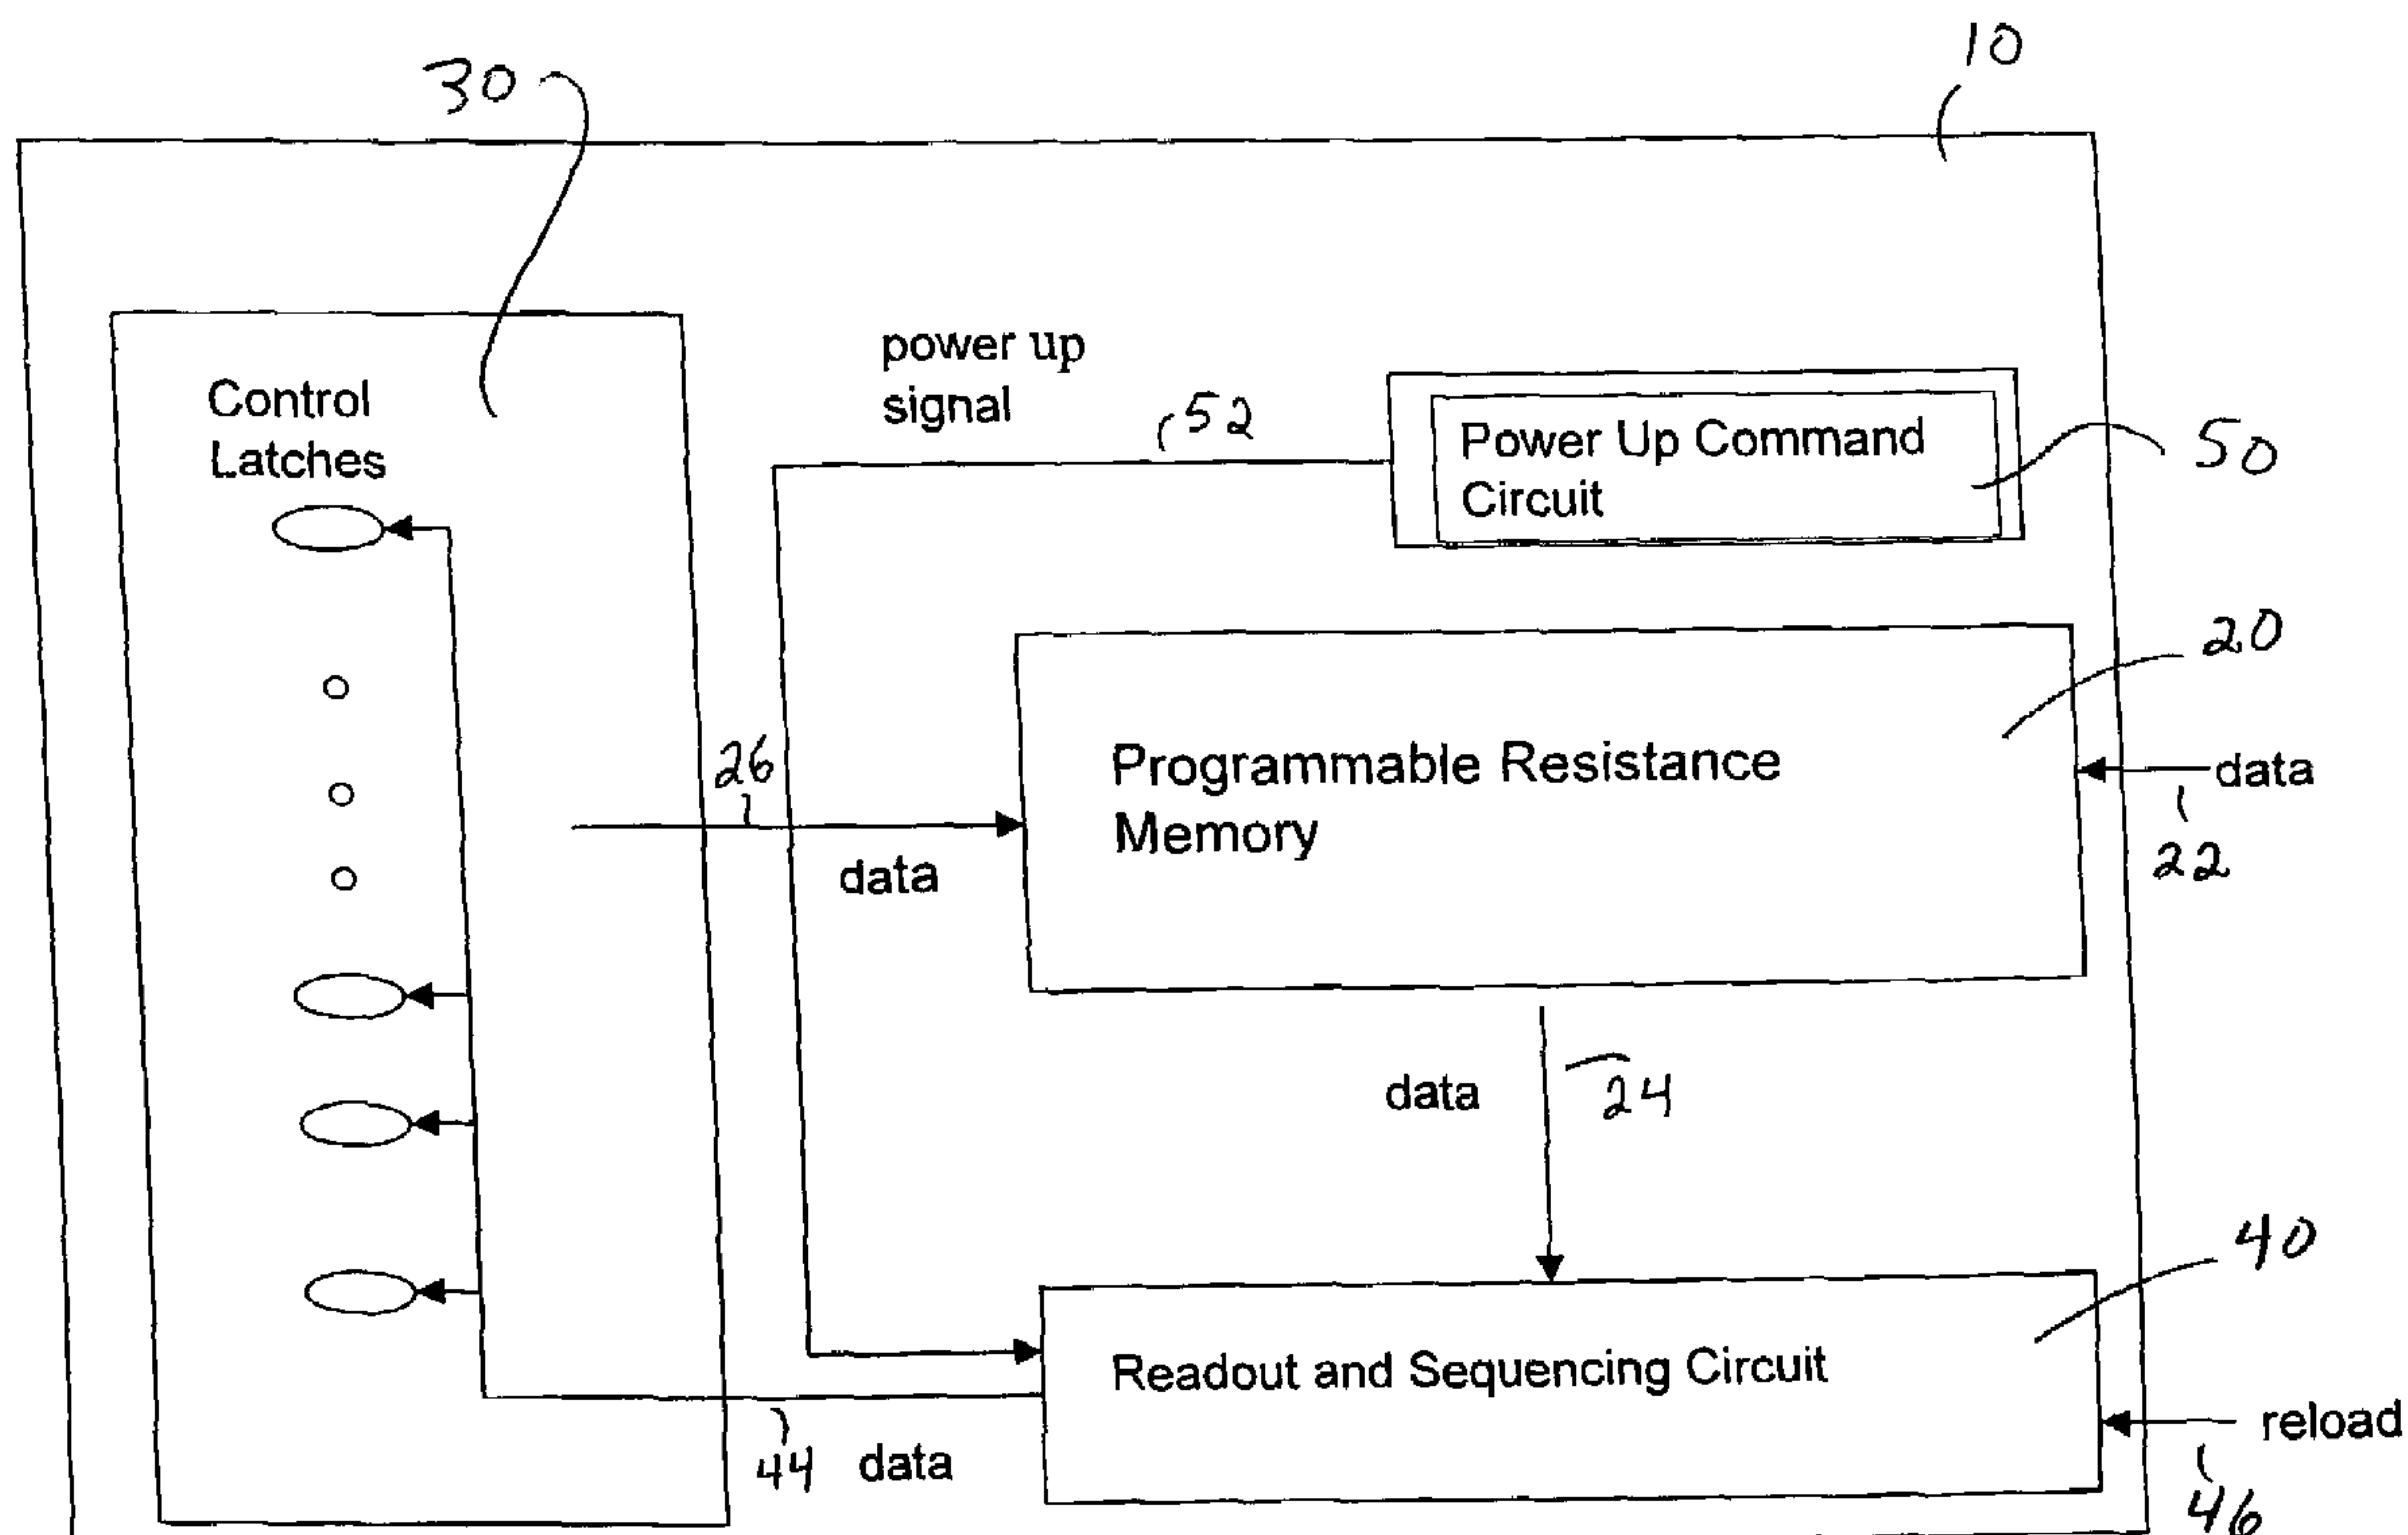 10
30
power up
signal
52
Control
Latches
Power Up Command
Circuit
50
20
26
Programmable Resistance
Memory
data
22
data
data
24
40
Readout and Sequencing Circuit
reload
44
data
46